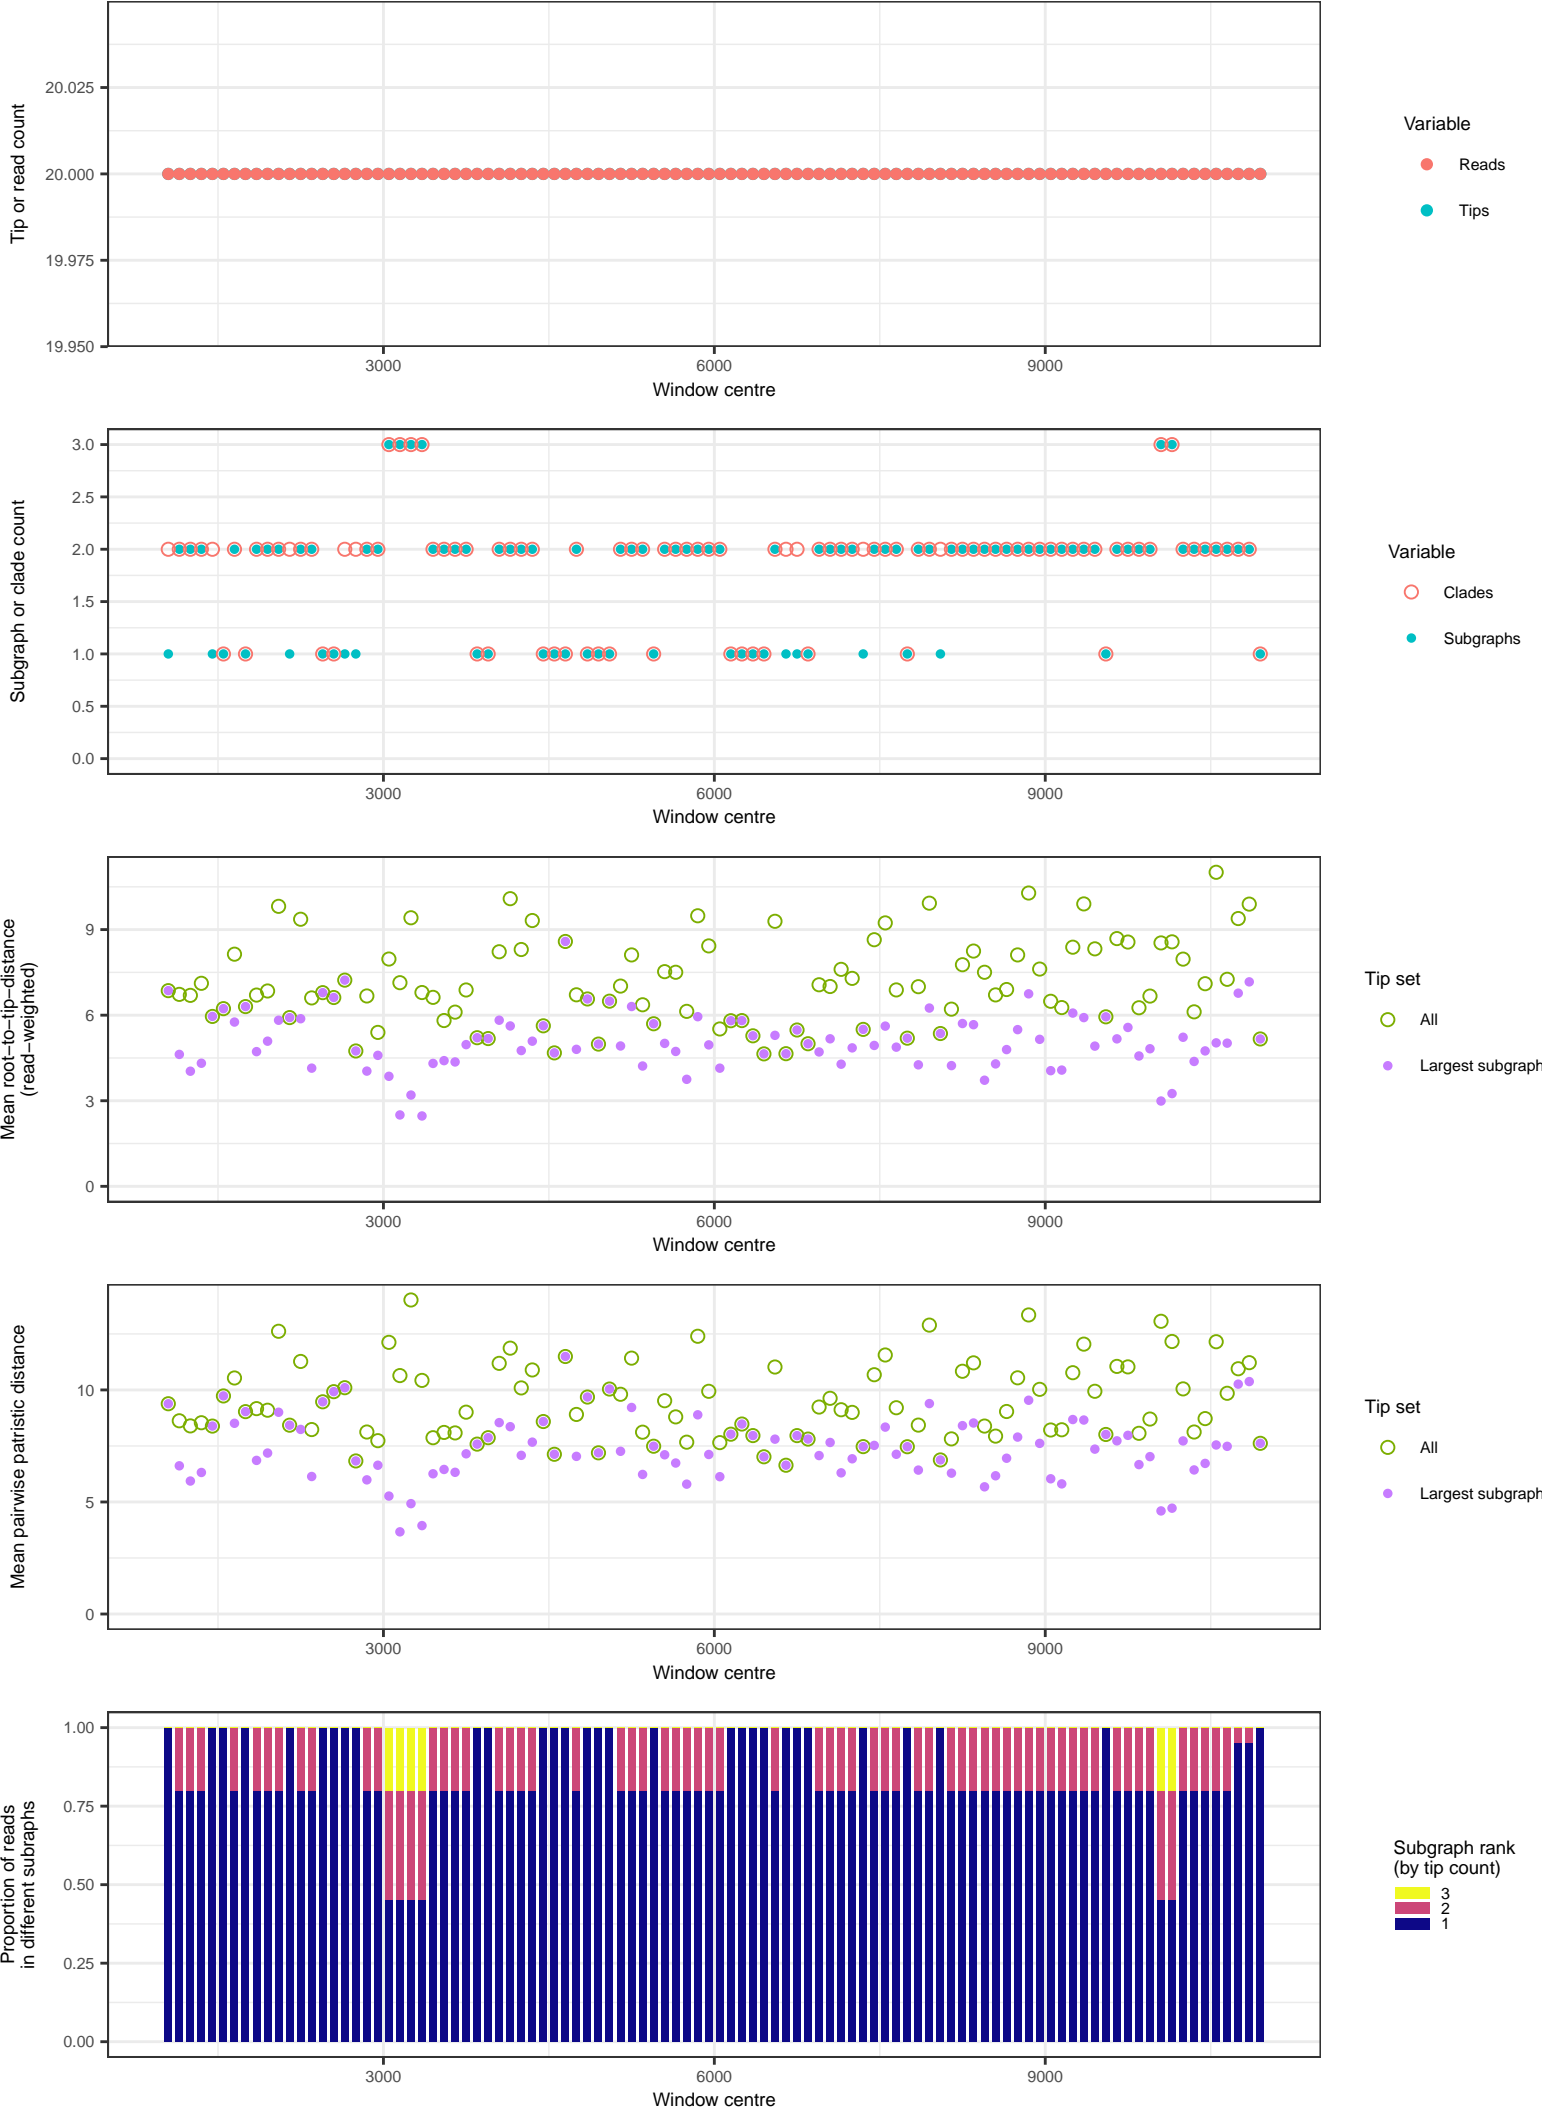 20.025
20.000
19.975
19.950
Tip or read count
3000
6000
9000
Window centre
Variable
Reads
Tips
3.0
2.5
2.0
1.5
1.0
0.5
0.0
Subgraph or clade count
3000
6000
9000
Window centre
Variable
Clades
Subgraphs
9
6
3
0
Mean root−to−tip−distance
(read−weighted)
3000
6000
9000
Window centre
Tip set
All
Largest subgraph
10
5
0
Mean pairwise patristic distance
3000
6000
9000
Window centre
Tip set
All
Largest subgraph
1.00
0.75
0.50
0.25
0.00
Proportion of reads
in different subraphs
3000
6000
9000
Window centre
Subgraph rank
(by tip count)
3
2
1